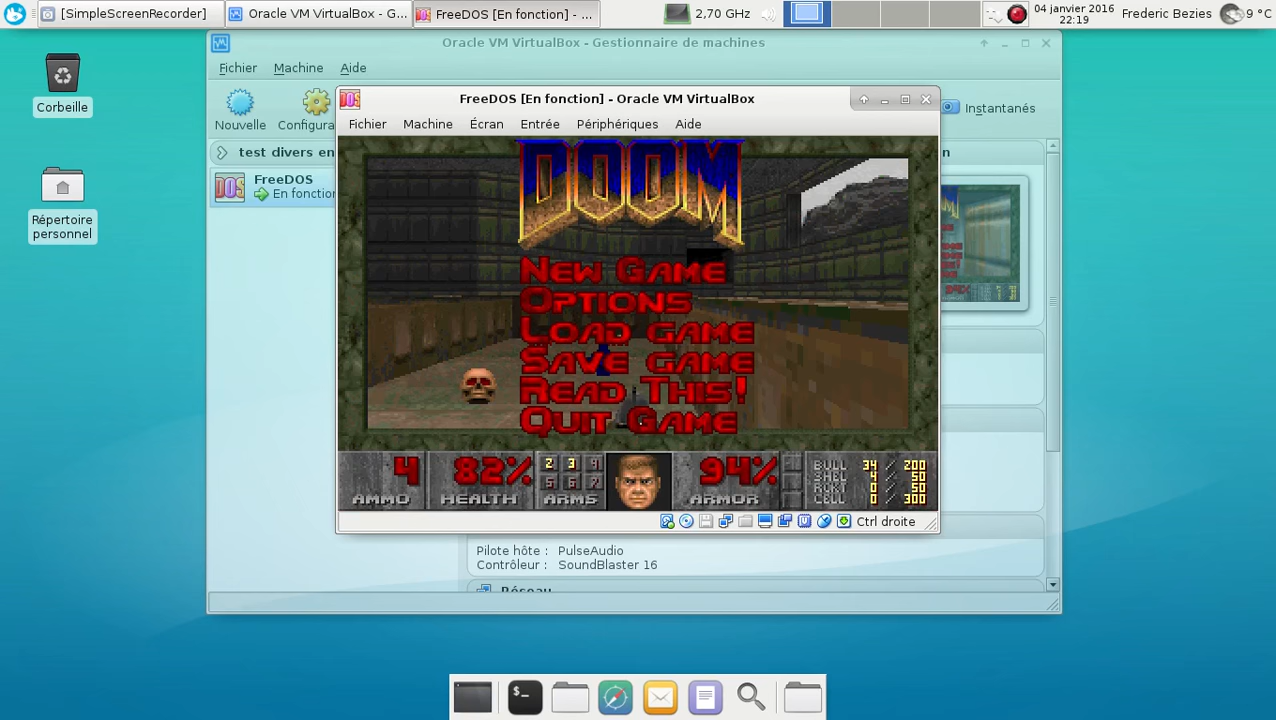 [SimpleScreenRecorder]
Oracle VM VirtualBox - G...
FreeDOS [En fonction] - ...
2,70 GHz
04 janvier 2016
22:19
Frederic Bezies
9 °C
Corbeille
Répertoire
personnel
Oracle VM VirtualBox - Gestionnaire de machines
Fichier Machine Aide
Nouvelle
Configura
Instantanés
test divers en
n
DOS
FreeDOS
En fonction
DOS
FreeDOS [En fonction] - Oracle VM VirtualBox
Fichier Machine Écran Entrée Périphériques Aide
DOOM
New Game
Options
Load Game
Save Game
Read This!
Quit Game
4 82% 2 3 4 94%
5 6 7
AMMO HEALTH ARMS ARMOR
BULL 34 / 200
SHEL 4 / 50
RCKT 0 / 50
CELL 0 / 300
Ctrl droite
Pilote hôte : PulseAudio
Contrôleur : SoundBlaster 16
Réseau